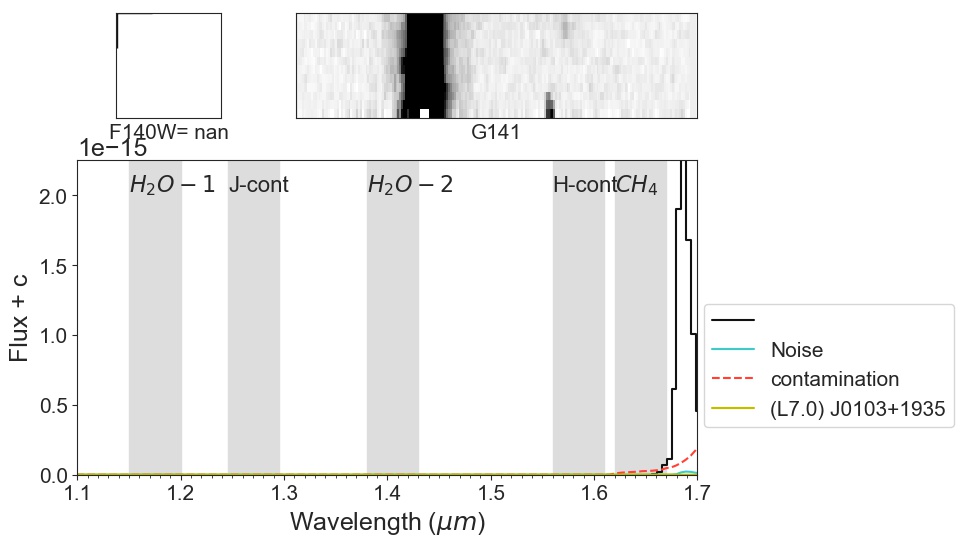 F140W= nan
G141
1e−15
H₂O − 1
J-cont
H₂O − 2
H-cont
CH₄
2.0
1.5
1.0
0.5
0.0
Flux + c
1.1 1.2 1.3 1.4 1.5 1.6 1.7
Wavelength (μm)
Noise
contamination
(L7.0) J0103+1935